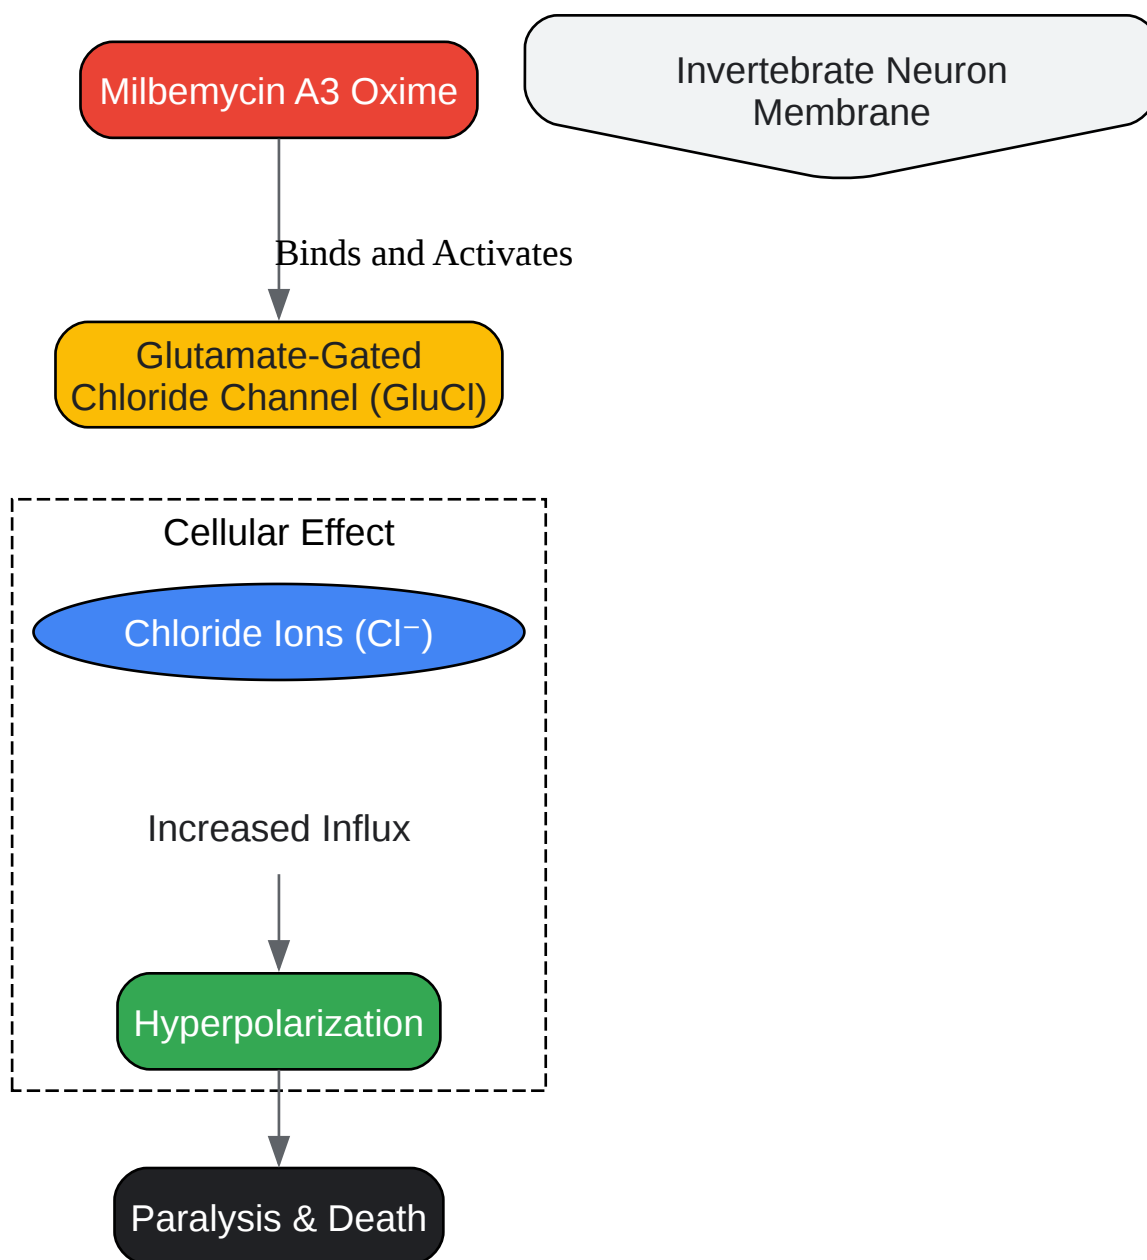 Milbemycin A3 Oxime
Invertebrate Neuron
Membrane
Binds and Activates
Glutamate-Gated
Chloride Channel (GluCl)
Cellular Effect
Chloride Ions (Cl⁻)
Increased Influx
Hyperpolarization
Paralysis & Death